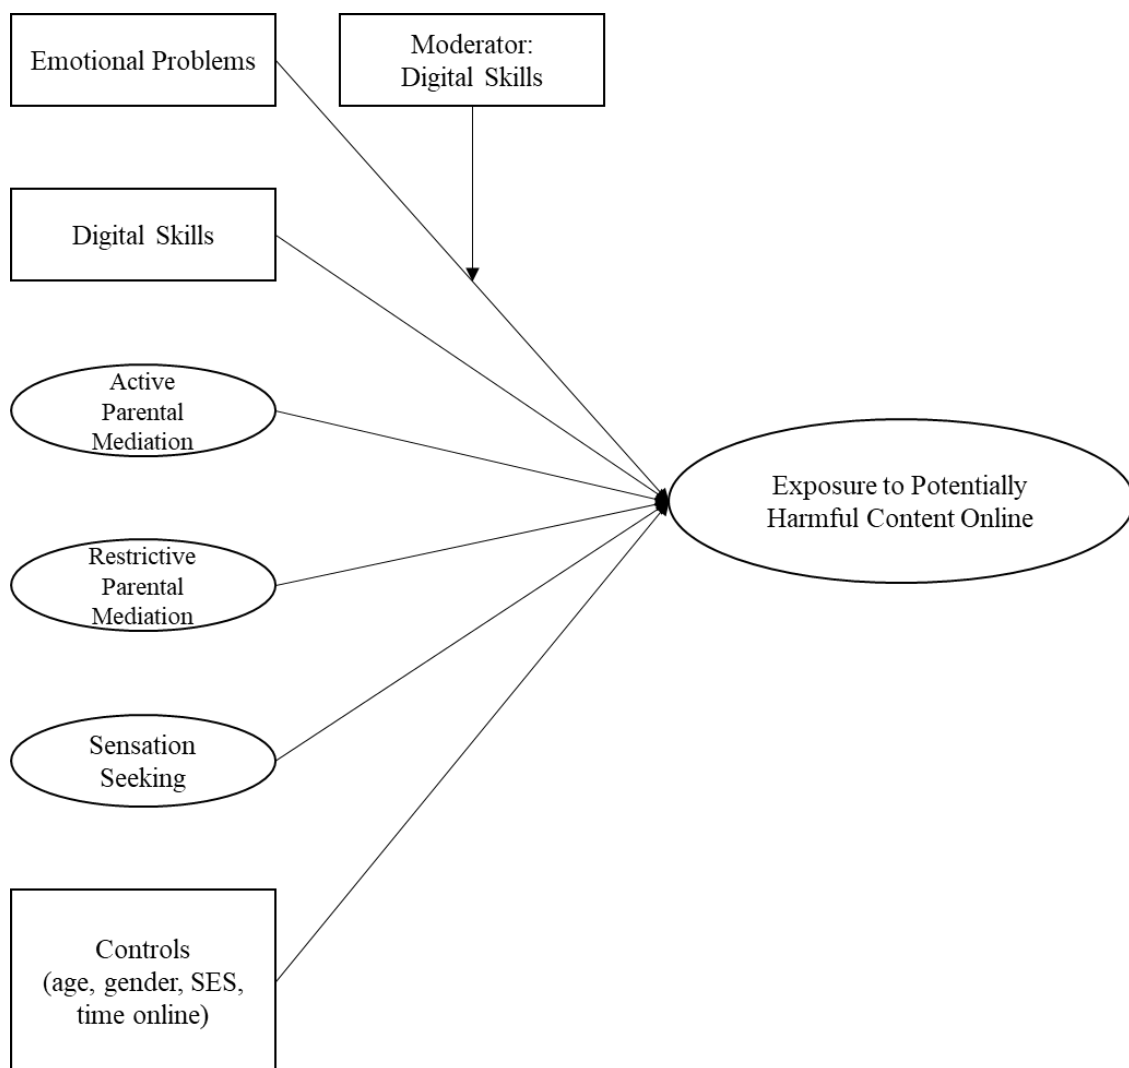 Emotional Problems
Moderator:
Digital Skills
Digital Skills
Active
Parental
Mediation
Exposure to Potentially
Harmful Content Online
Restrictive
Parental
Mediation
Sensation
Seeking
Controls
(age, gender, SES,
time online)